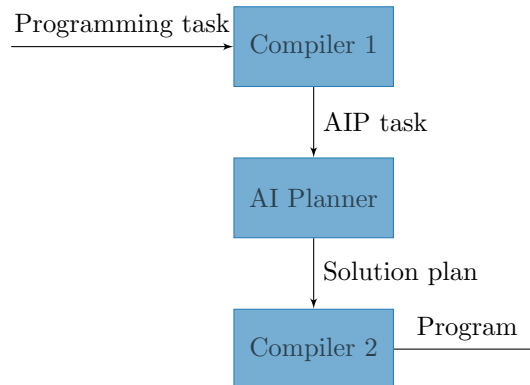 Programming task
Compiler 1
AIP task
AI Planner
Solution plan
Compiler 2
Program